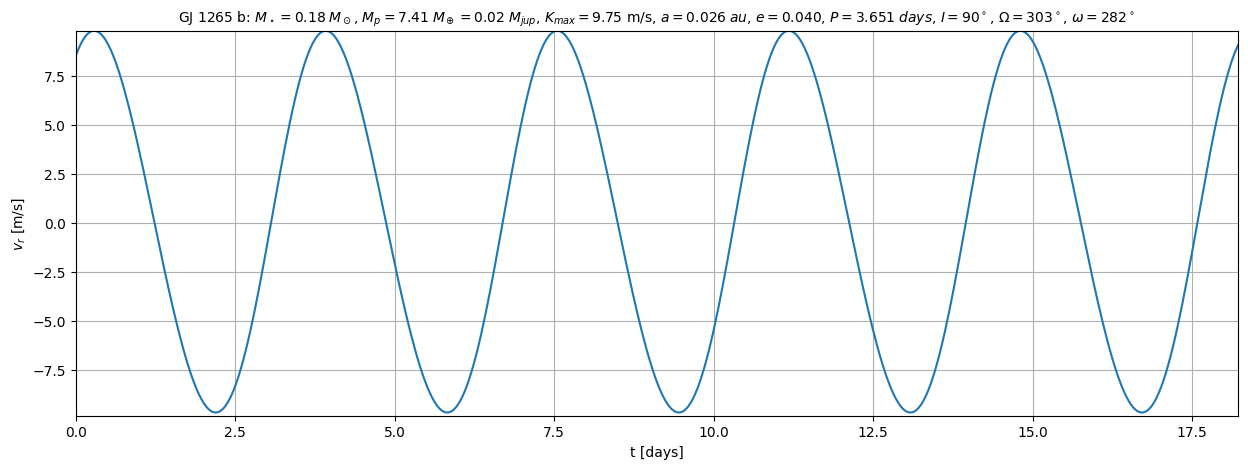 GJ 1265 b: M⋆ = 0.18 M⊙, Mp = 7.41 M⊕ = 0.02 Mjup, Kmax = 9.75 m/s, a = 0.026 au, e = 0.040, P = 3.651 days, I = 90°, Ω = 303°, ω = 282°
7.5
5.0
2.5
0.0
−2.5
−5.0
−7.5
vr [m/s]
0.0 2.5 5.0 7.5 10.0 12.5 15.0 17.5
t [days]